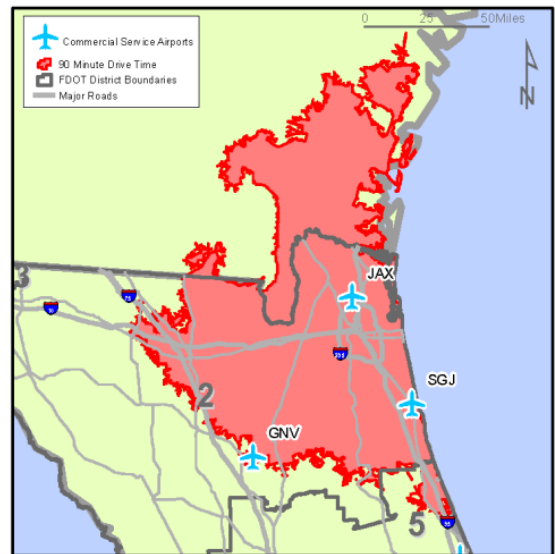 0 25 50Miles
Commercial Service Airports
90 Minute Drive Time
FDOT District Boundaries
Major Roads
N
JAX
3
75
10
295
SGJ
2
GNV
5
95